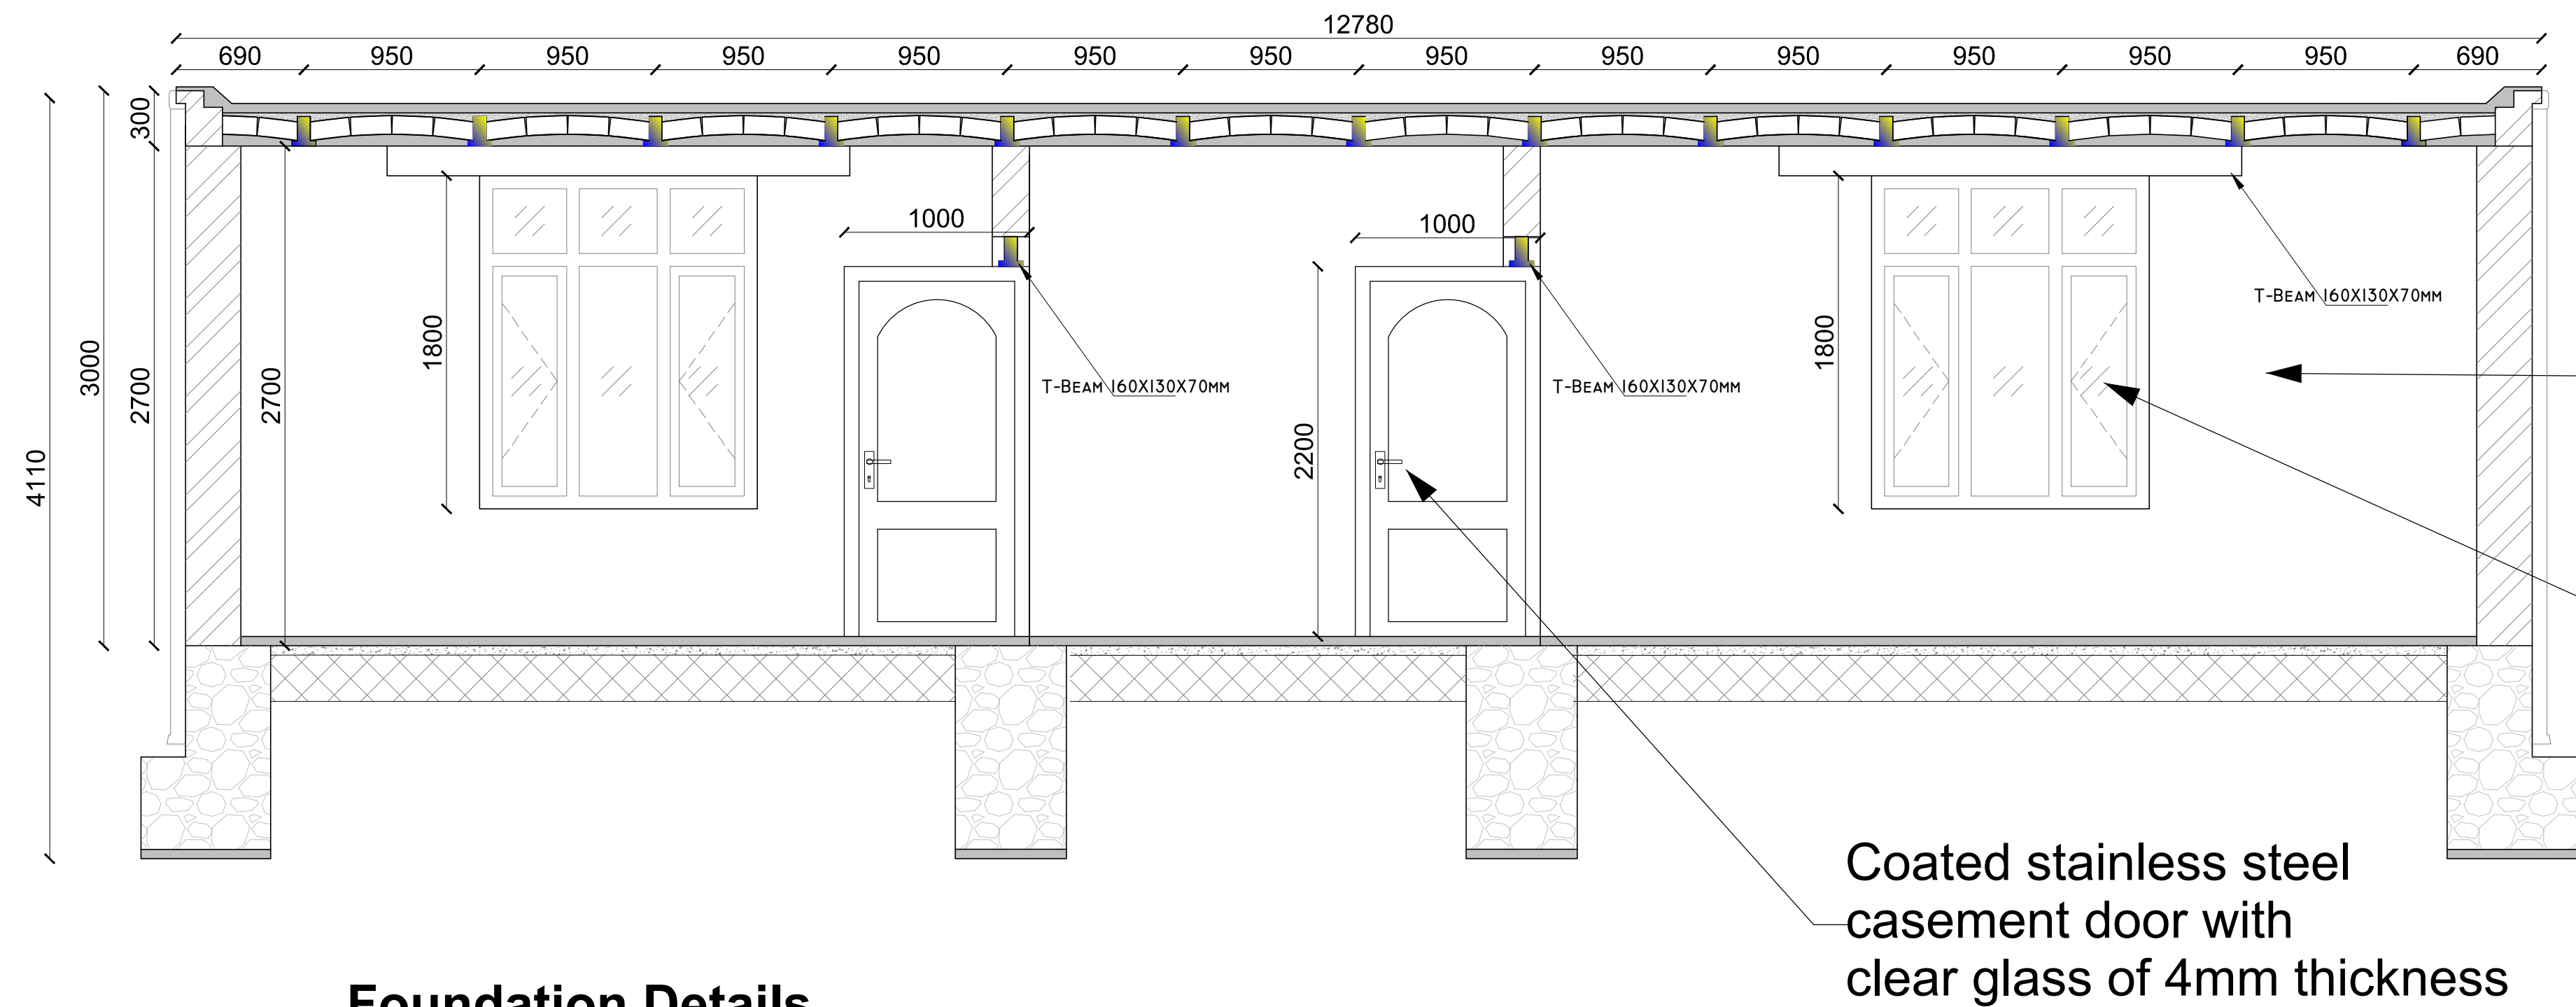 12780
690 950 950 950 950 950 950 950 950 950 950 950 950 690
300
3000
2700
2700
4110
1800
1000
1000
2200
1800
T-BEAM 160X130X70MM
T-BEAM 160X130X70MM
T-BEAM 160X130X70MM
Coated stainless steel
casement door with
clear glass of 4mm thickness
Foundation Details